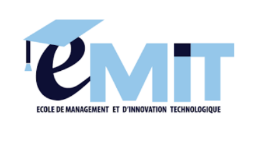 eMIT
ECOLE DE MANAGEMENT ET D'INNOVATION TECHNOLOGIQUE